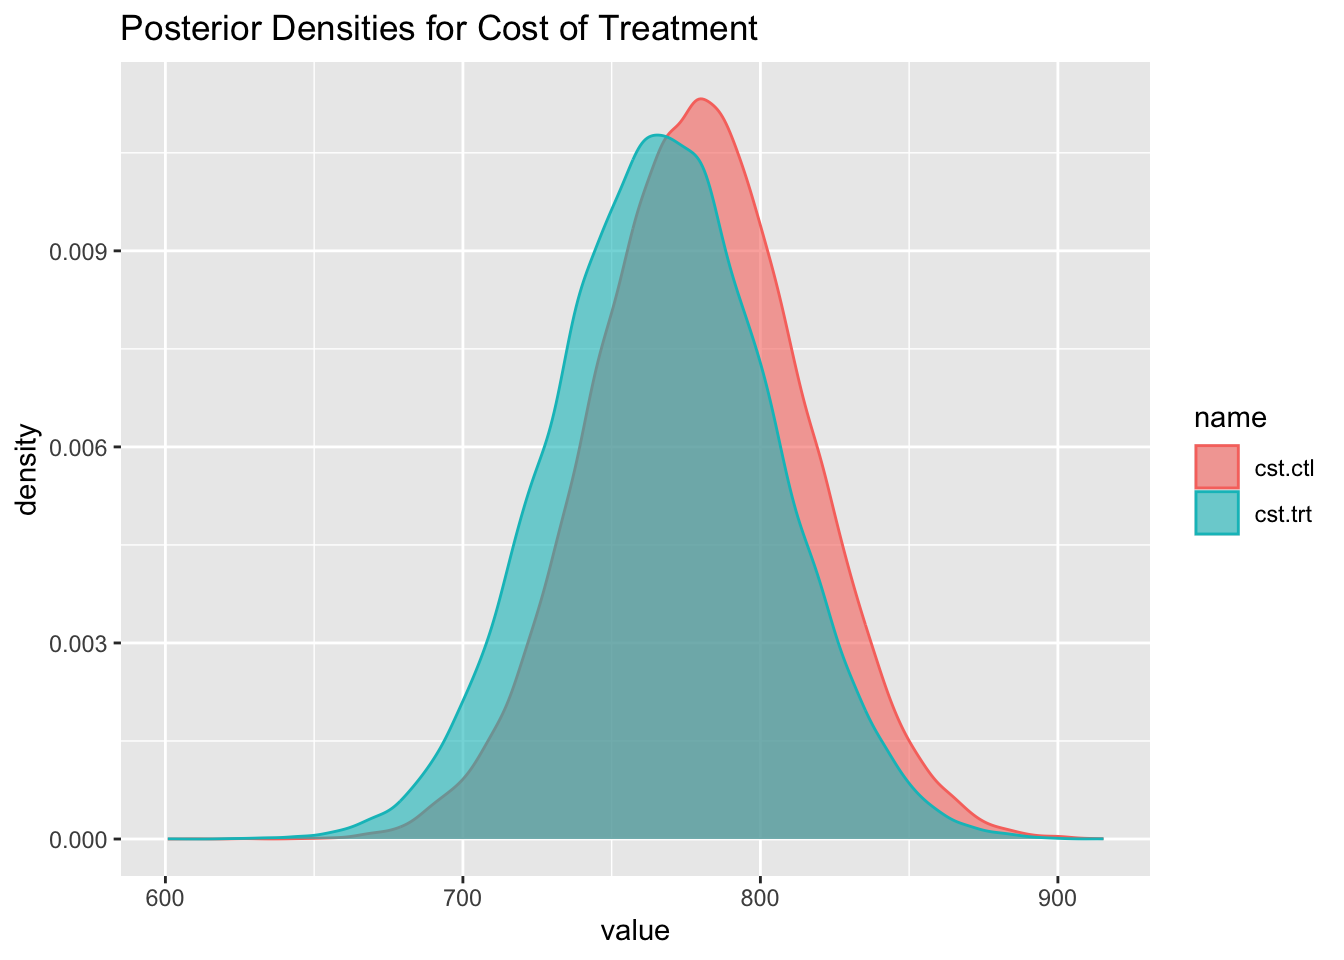 Posterior Densities for Cost of Treatment
density
0.009
0.006
0.003
0.000
600 700 800 900
value
name
cst.ctl
cst.trt